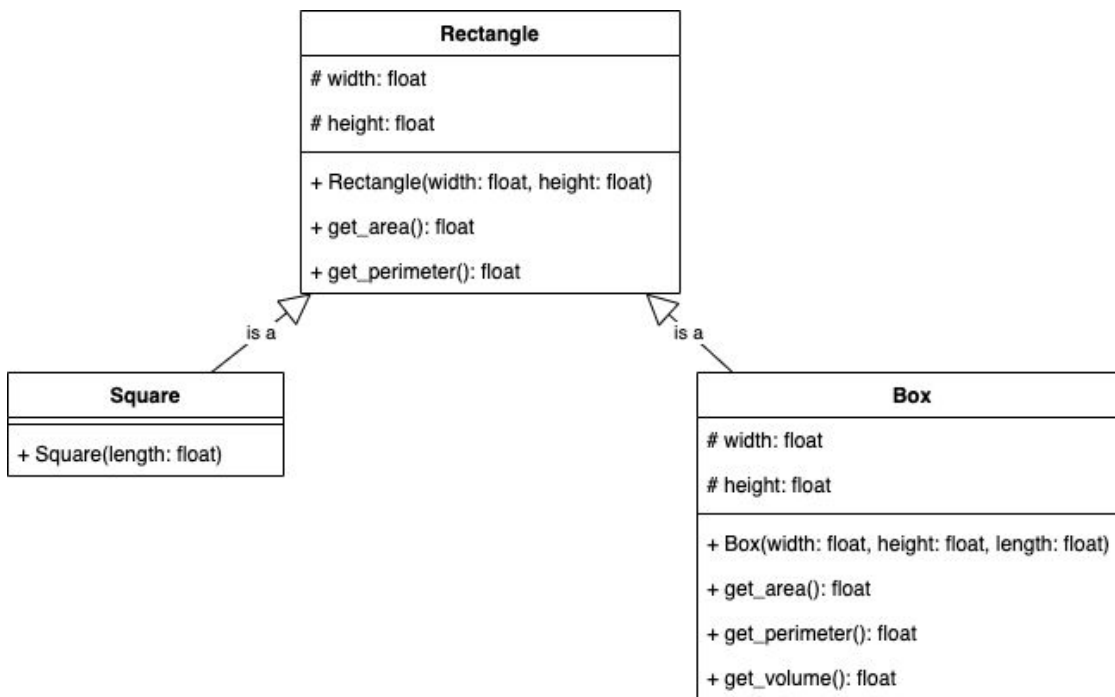 Rectangle
# width: float
# height: float
+ Rectangle(width: float, height: float)
+ get_area(): float
+ get_perimeter(): float
is a
is a
Square
+ Square(length: float)
Box
# width: float
# height: float
+ Box(width: float, height: float, length: float)
+ get_area(): float
+ get_perimeter(): float
+ get_volume(): float